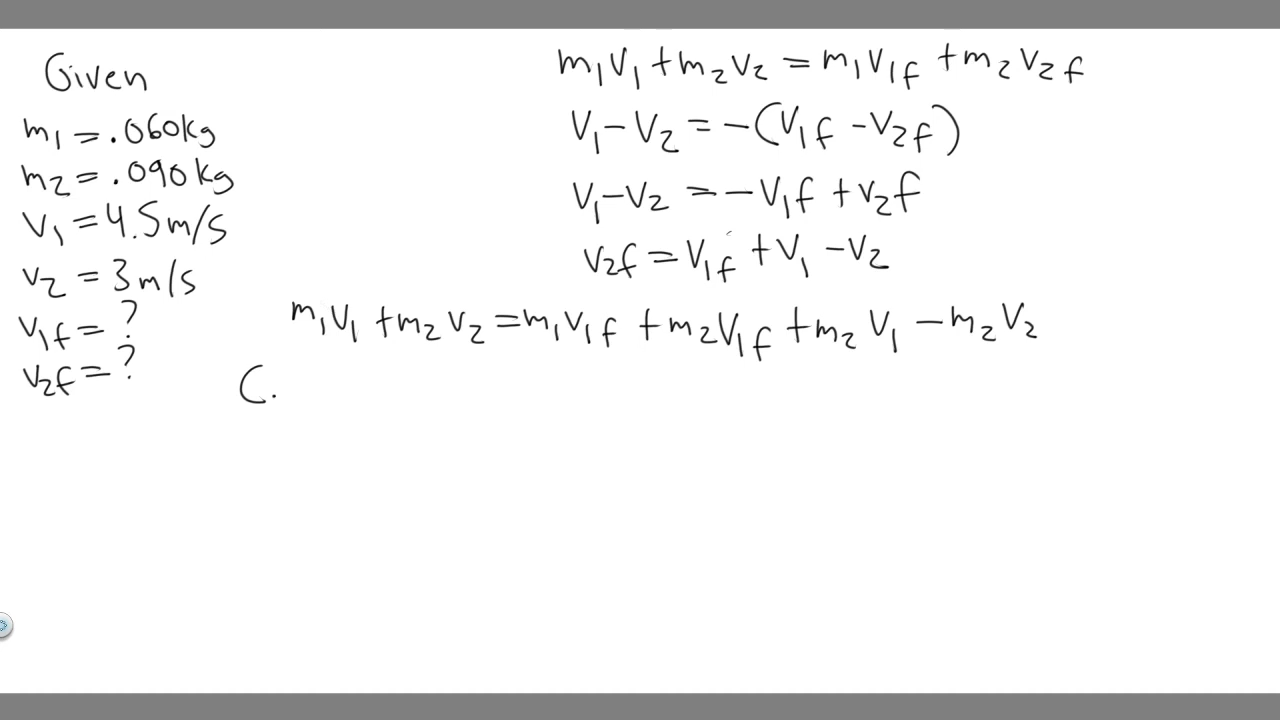 Given
m₁ = .060kg
m₂ = .090kg
v₁ = 4.5m/s
v₂ = 3m/s
v₁f = ?
v₂f = ?
m₁v₁ + m₂v₂ = m₁v₁f + m₂v₂f
v₁ - v₂ = -(v₁f - v₂f)
v₁ - v₂ = -v₁f + v₂f
v₂f = v₁f + v₁ - v₂
m₁v₁ + m₂v₂ = m₁v₁f + m₂v₁f + m₂v₁ - m₂v₂
(.